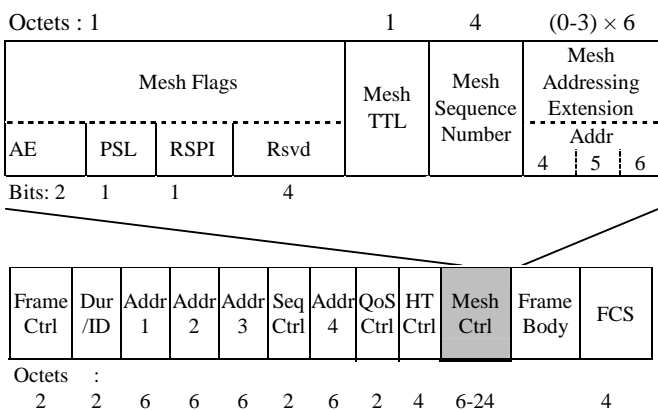 Octets : 1 1 4 (0-3) × 6
Mesh Flags
Mesh TTL
Mesh Sequence Number
Mesh Addressing Extension
AE PSL RSPI Rsvd
Addr
4 5 6
Bits: 2 1 1 4
Frame Ctrl
Dur /ID
Addr 1
Addr 2
Addr 3
Seq Ctrl
Addr 4
QoS Ctrl
HT Ctrl
Mesh Ctrl
Frame Body
FCS
Octets :
2 2 6 6 6 2 6 2 4 6-24 4